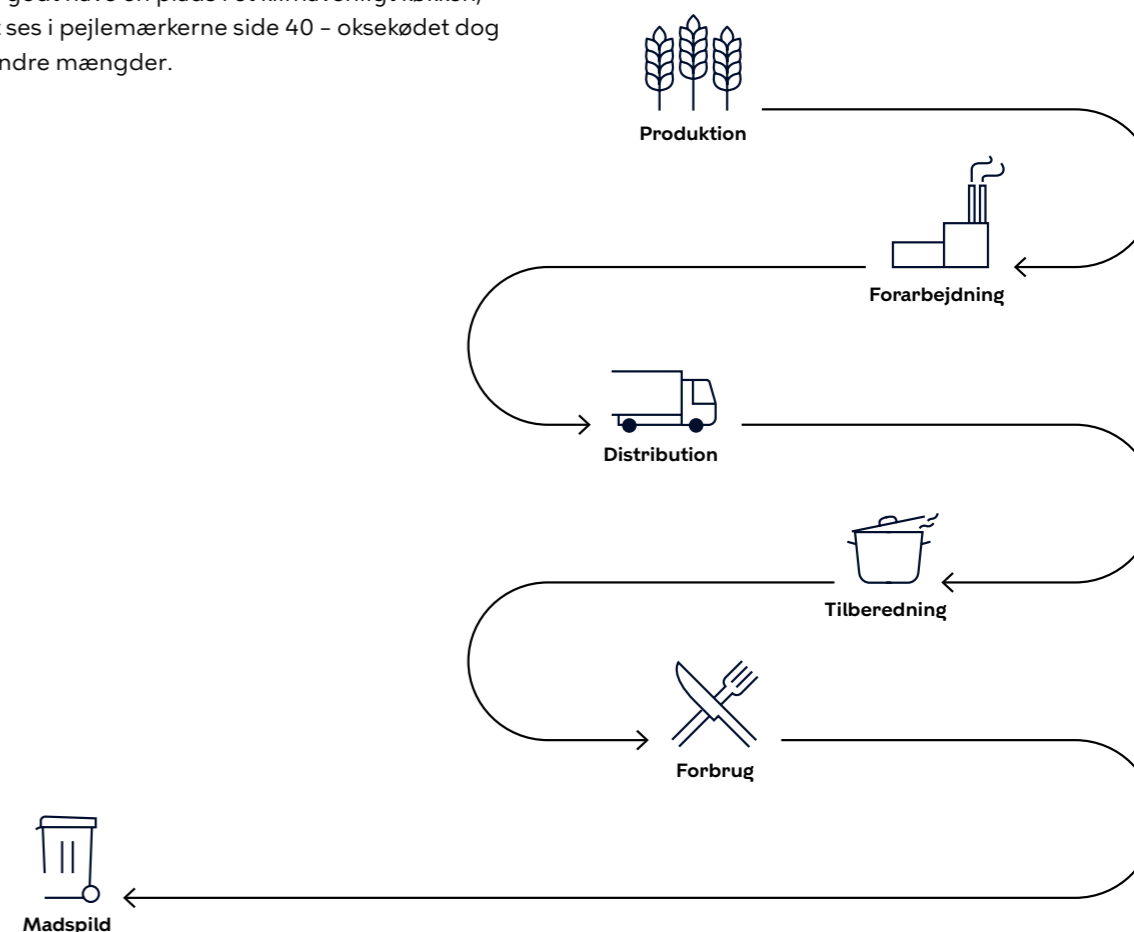 ses i pejlemærkerne side 40 – oksekødet dog
ndre mængder.
Produktion
Forarbejdning
Distribution
Tilberedning
Forbrug
Madspild